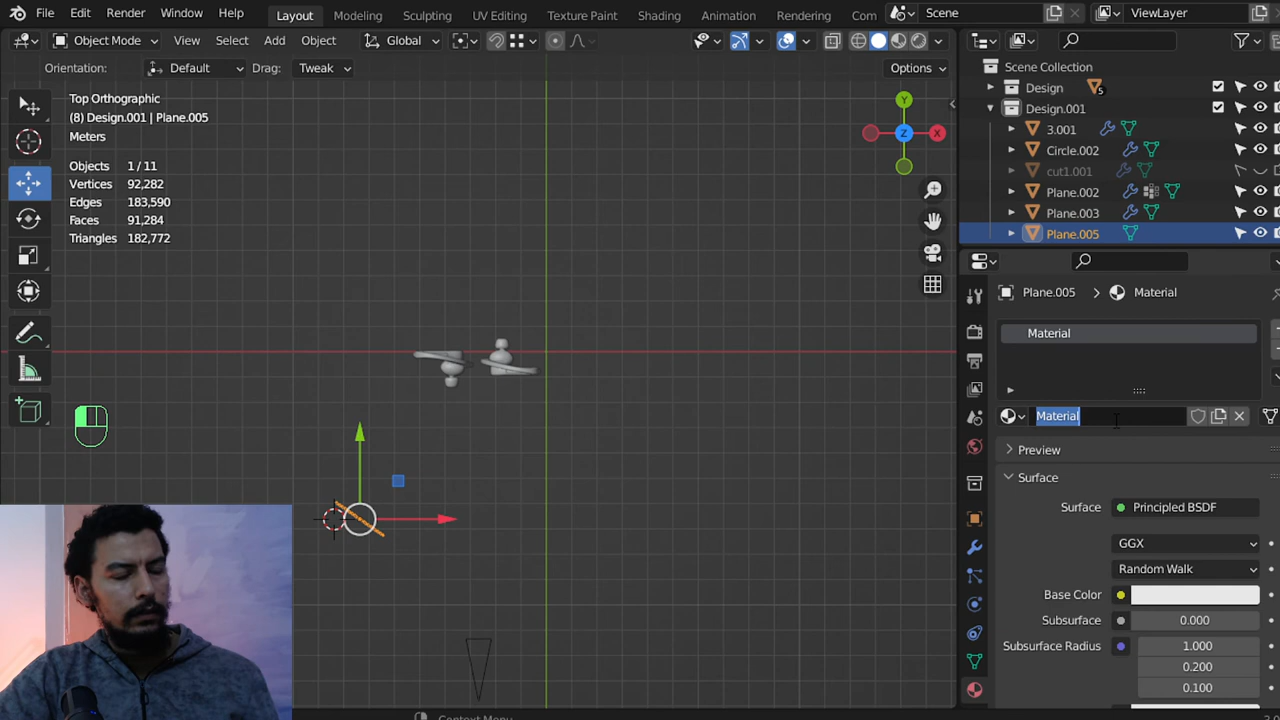 File Edit Render Window Help Layout Modeling Sculpting UV Editing Texture Paint Shading Animation Rendering Com Scene ViewLayer
Object Mode View Select Add Object Global
Orientation: Default Drag: Tweak Options
Top Orthographic
(8) Design.001 | Plane.005
Meters
Objects 1 / 11
Vertices 92,282
Edges 183,590
Faces 91,284
Triangles 182,772
Y
X
Z
Scene Collection
Design 5
Design.001
3.001
Circle.002
cut1.001
Plane.002
Plane.003
Plane.005
Plane.005 > Material
Material
Material
Preview
Surface
Surface Principled BSDF
GGX
Random Walk
Base Color
Subsurface 0.000
Subsurface Radius 1.000
0.200
0.100